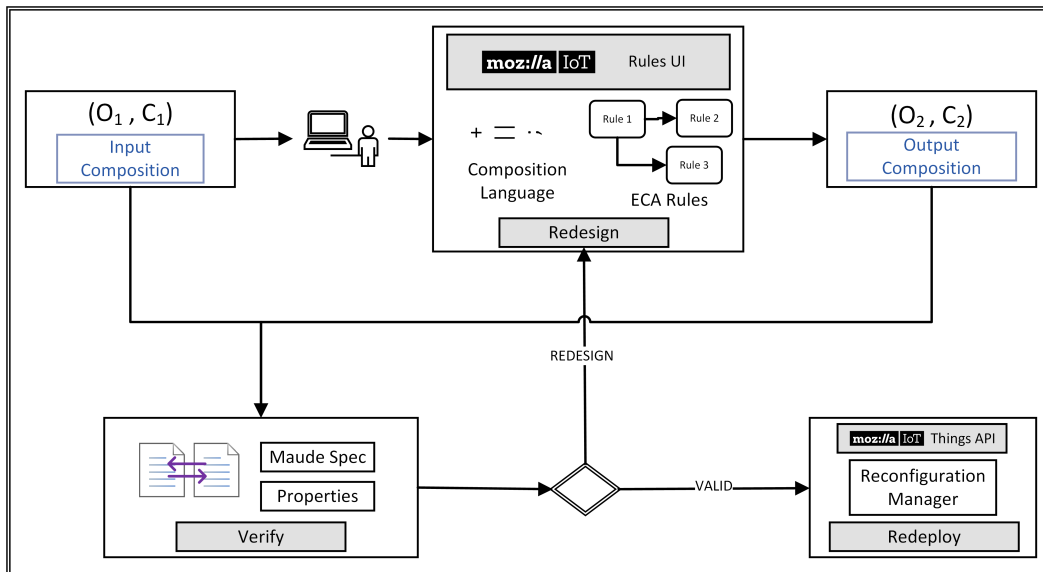 moz://a IoT Rules UI
(O₁ , C₁)
Input
Composition
Rule 1
Rule 2
Rule 3
Composition
Language
ECA Rules
Redesign
(O₂ , C₂)
Output
Composition
REDESIGN
Maude Spec
Properties
Verify
VALID
moz://a IoT Things API
Reconfiguration
Manager
Redeploy